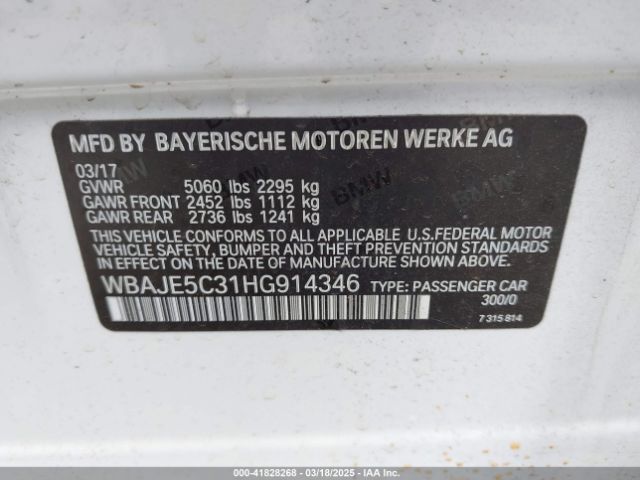 MFD BY BAYERISCHE MOTOREN WERKE AG
03/17
GVWR 5060 lbs 2295 kg
GAWR FRONT 2452 lbs 1112 kg
GAWR REAR 2736 lbs 1241 kg
THIS VEHICLE CONFORMS TO ALL APPLICABLE U.S.FEDERAL MOTOR
VEHICLE SAFETY, BUMPER AND THEFT PREVENTION STANDARDS
IN EFFECT ON THE DATE OF MANUFACTURE SHOWN ABOVE.
WBAJE5C31HG914346 TYPE: PASSENGER CAR
300/0
7315814
BMW
BMW
000-41828268 - 03/18/2025 - IAA Inc.